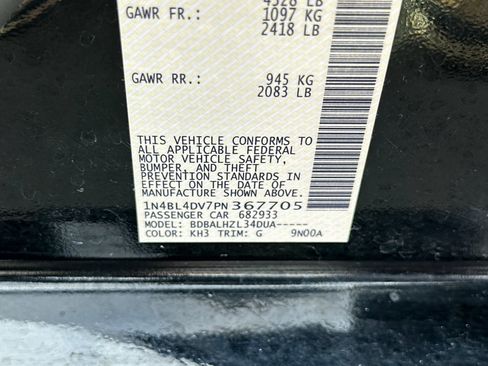 4328 LB
GAWR FR.: 1097 KG
2418 LB
GAWR RR.: 945 KG
2083 LB
THIS VEHICLE CONFORMS TO
ALL APPLICABLE FEDERAL
MOTOR VEHICLE SAFETY,
BUMPER, AND THEFT
PREVENTION STANDARDS
IN EFFECT ON THE DATE OF
MANUFACTURE SHOWN ABOVE.
1N4BL4DV7PN367705
PASSENGER CAR 682933
MODEL: BDBALHZL34DUA-----
COLOR: KH3 TRIM: G 9N00A